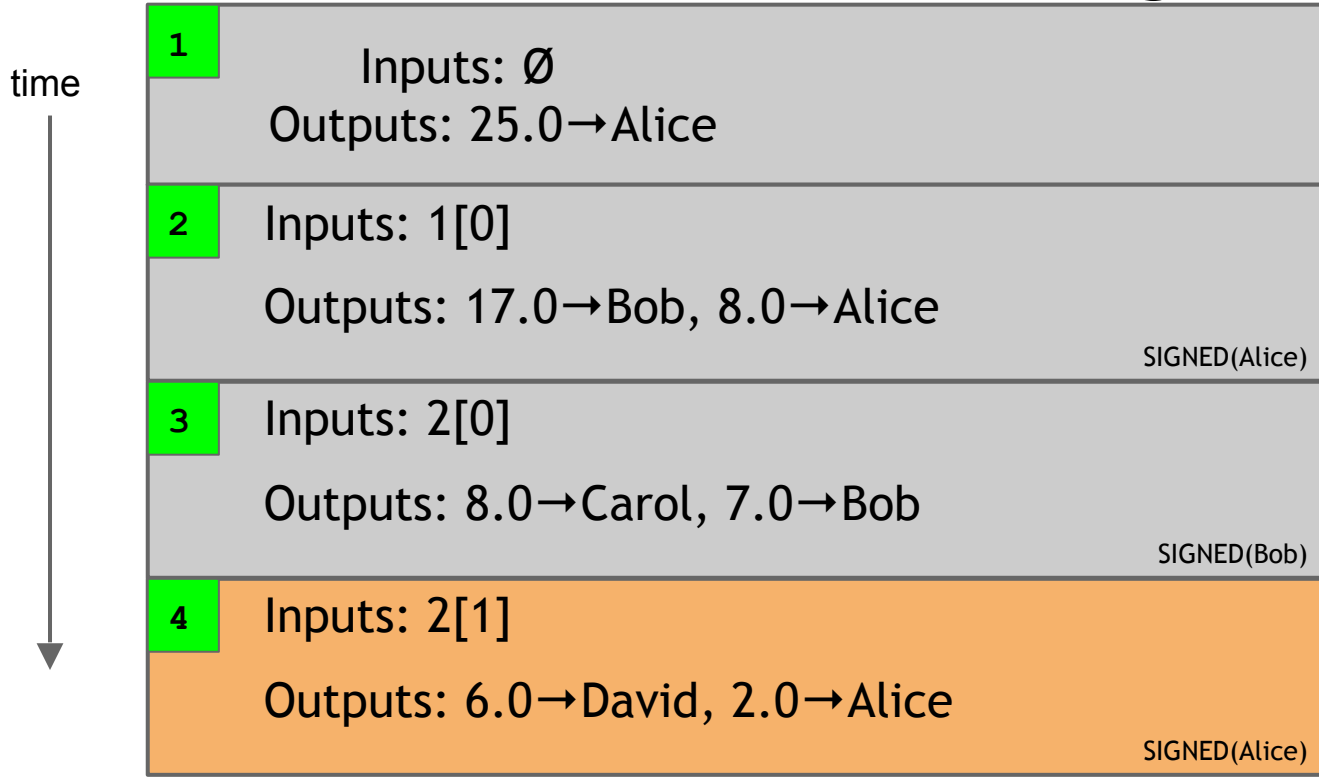 time
1
Inputs: Ø
Outputs: 25.0→Alice
2
Inputs: 1[0]
Outputs: 17.0→Bob, 8.0→Alice
SIGNED(Alice)
3
Inputs: 2[0]
Outputs: 8.0→Carol, 7.0→Bob
SIGNED(Bob)
4
Inputs: 2[1]
Outputs: 6.0→David, 2.0→Alice
SIGNED(Alice)